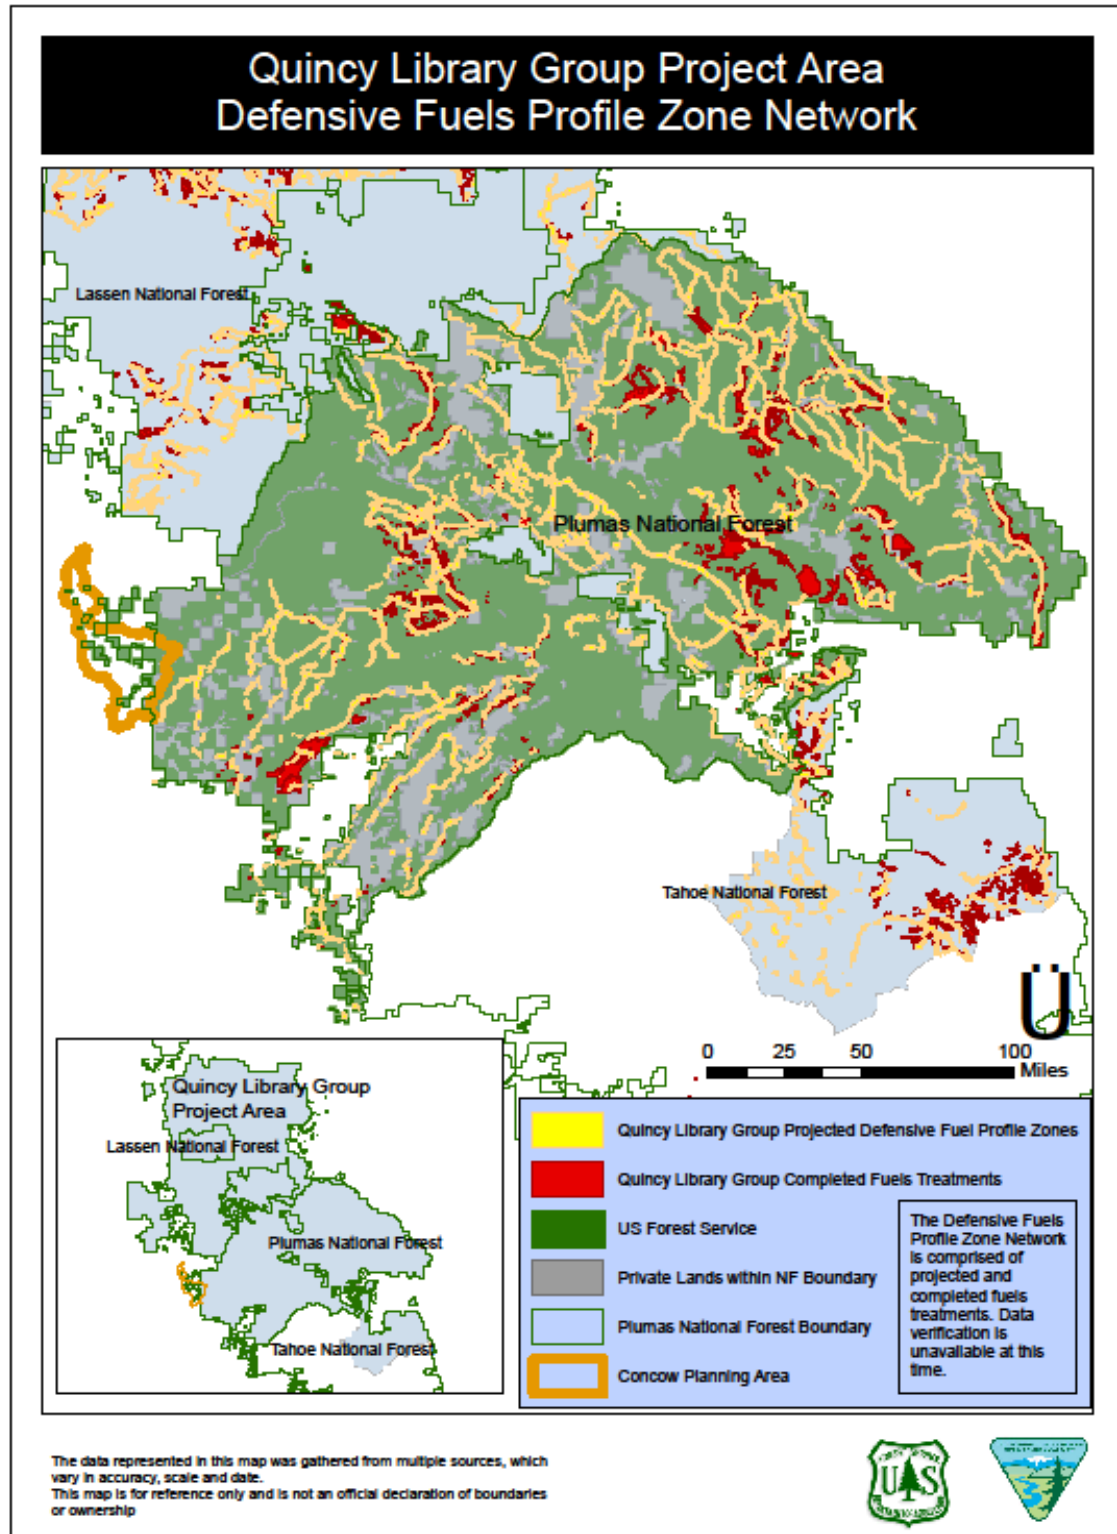 Quincy Library Group Project Area
Defensive Fuels Profile Zone Network
Lassen National Forest
Plumas National Forest
Tahoe National Forest
Ü
0 25 50 100
Miles
Quincy Library Group
Project Area
Lassen National Forest
Plumas National Forest
Tahoe National Forest
Quincy Library Group Projected Defensive Fuel Profile Zones
Quincy Library Group Completed Fuels Treatments
US Forest Service
Private Lands within NF Boundary
Plumas National Forest Boundary
Concow Planning Area
The Defensive Fuels
Profile Zone Network
is comprised of
projected and
completed fuels
treatments. Data
verification is
unavailable at this
time.
The data represented in this map was gathered from multiple sources, which
vary in accuracy, scale and date.
This map is for reference only and is not an official declaration of boundaries
or ownership
U S